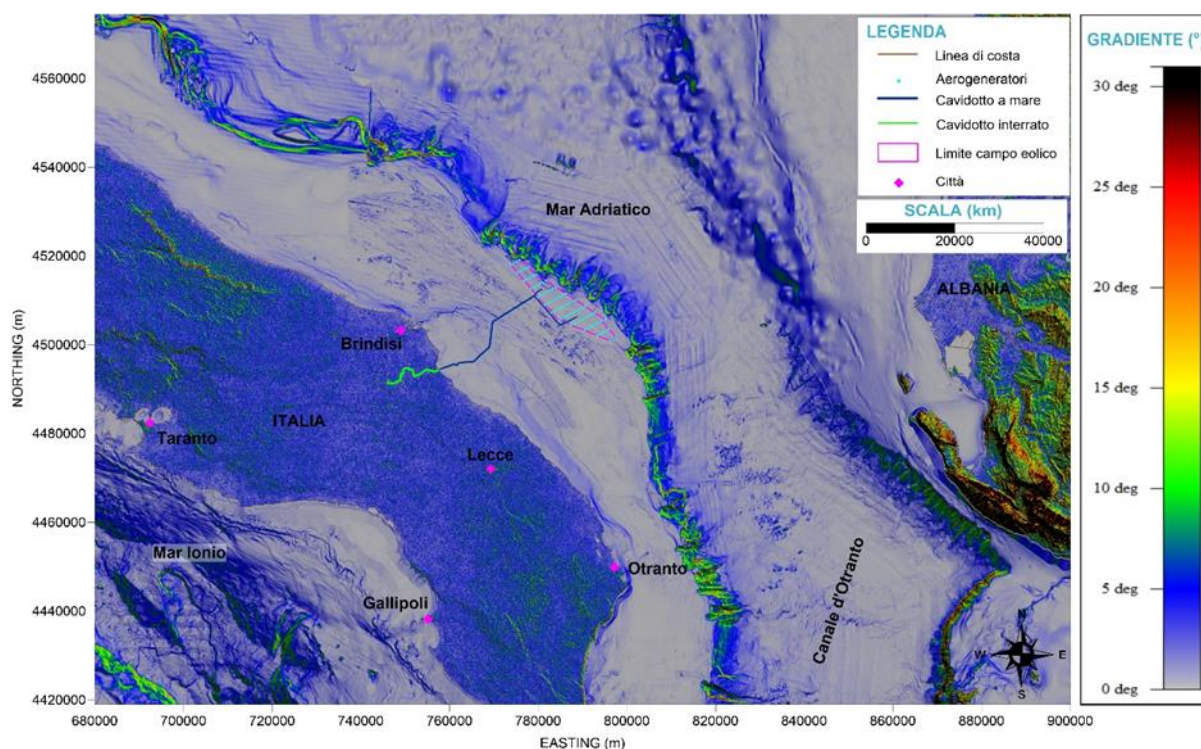 LEGENDA
Linea di costa
Aerogeneratori
Cavidotto a mare
Cavidotto interrato
Limite campo eolico
Città
SCALA (km)
0 20000 40000
GRADIENTE (°)
30 deg
25 deg
20 deg
15 deg
10 deg
5 deg
0 deg
NORTHING (m)
4560000
4540000
4520000
4500000
4480000
4460000
4440000
4420000
Mar Adriatico
ALBANIA
Brindisi
ITALIA
Taranto
Lecce
Mar Ionio
Otranto
Gallipoli
Canale d'Otranto
N
W E
S
680000 700000 720000 740000 760000 780000 800000 820000 840000 860000 880000 900000
EASTING (m)